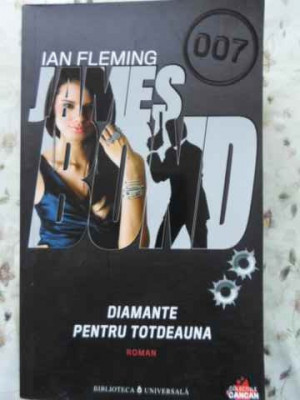 007
IAN FLEMING
JAMES
BOND
DIAMANTE
PENTRU TOTDEAUNA
ROMAN
BIBLIOTECA UNIVERSALĂ
CANCAN